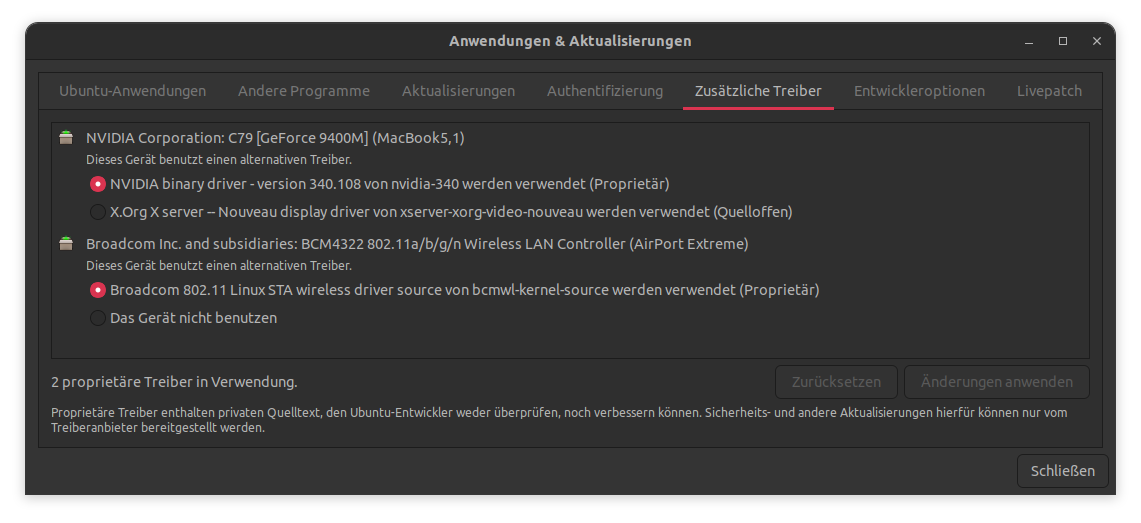 Anwendungen & Aktualisierungen
Ubuntu-Anwendungen Andere Programme Aktualisierungen Authentifizierung Zusätzliche Treiber Entwickleroptionen Livepatch
NVIDIA Corporation: C79 [GeForce 9400M] (MacBook5,1)
Dieses Gerät benutzt einen alternativen Treiber.
NVIDIA binary driver - version 340.108 von nvidia-340 werden verwendet (Proprietär)
X.Org X server -- Nouveau display driver von xserver-xorg-video-nouveau werden verwendet (Quelloffen)
Broadcom Inc. and subsidiaries: BCM4322 802.11a/b/g/n Wireless LAN Controller (AirPort Extreme)
Dieses Gerät benutzt einen alternativen Treiber.
Broadcom 802.11 Linux STA wireless driver source von bcmwl-kernel-source werden verwendet (Proprietär)
Das Gerät nicht benutzen
2 proprietäre Treiber in Verwendung.
Zurücksetzen Änderungen anwenden
Proprietäre Treiber enthalten privaten Quelltext, den Ubuntu-Entwickler weder überprüfen, noch verbessern können. Sicherheits- und andere Aktualisierungen hierfür können nur vom
Treiberanbieter bereitgestellt werden.
Schließen